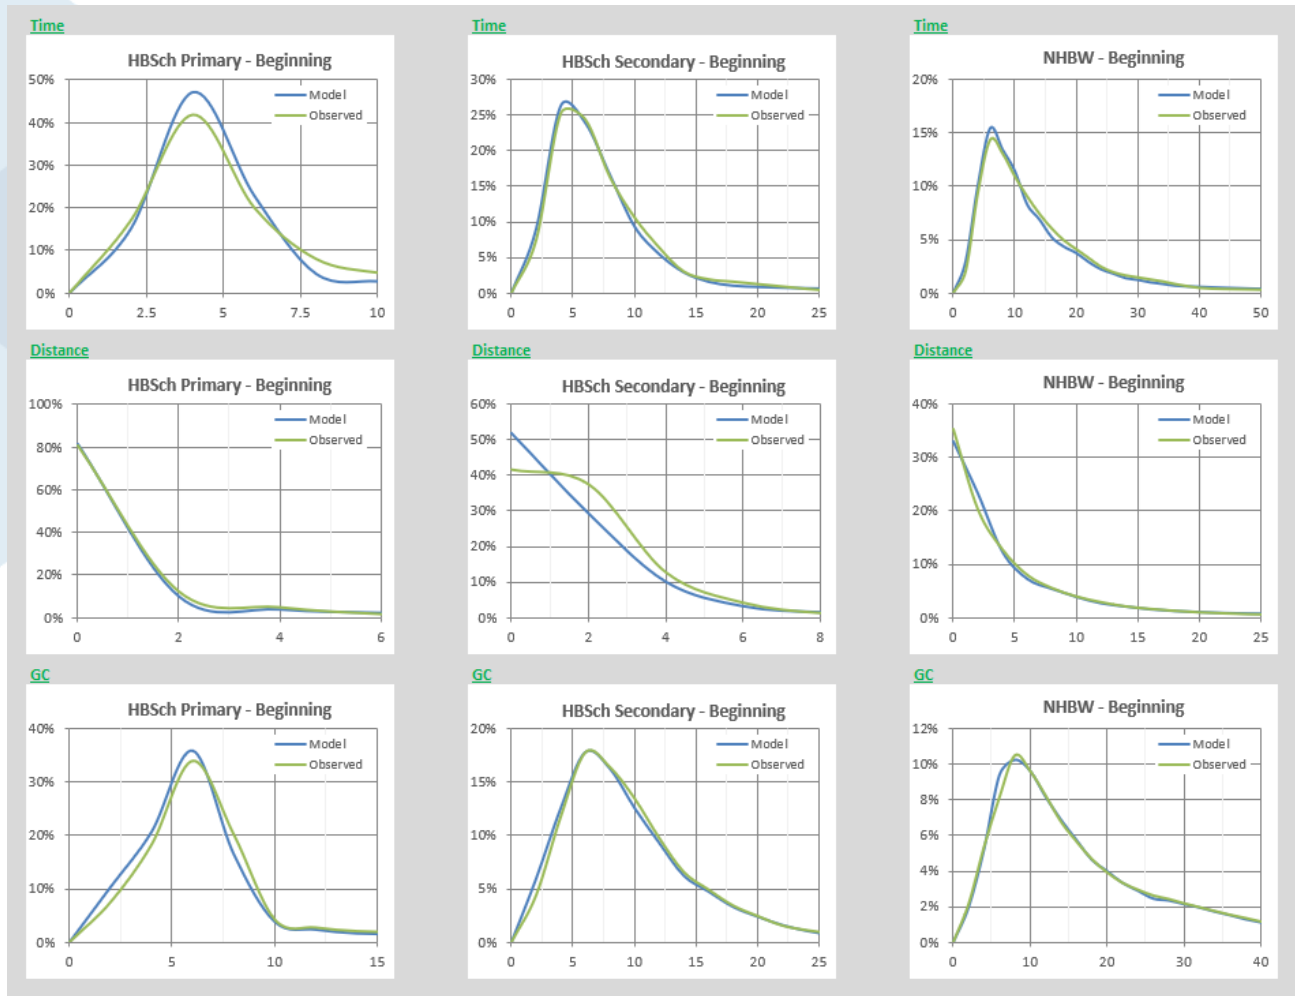 Time
HBSch Primary - Beginning
50%
40%
30%
20%
10%
0%
0 2.5 5 7.5 10
Model
Observed
Time
HBSch Secondary - Beginning
30%
25%
20%
15%
10%
5%
0%
0 5 10 15 20 25
Model
Observed
Time
NHBW - Beginning
20%
15%
10%
5%
0%
0 10 20 30 40 50
Model
Observed
Distance
HBSch Primary - Beginning
100%
80%
60%
40%
20%
0%
0 2 4 6
Model
Observed
Distance
HBSch Secondary - Beginning
60%
50%
40%
30%
20%
10%
0%
0 2 4 6 8
Model
Observed
Distance
NHBW - Beginning
40%
30%
20%
10%
0%
0 5 10 15 20 25
Model
Observed
GC
HBSch Primary - Beginning
40%
30%
20%
10%
0%
0 5 10 15
Model
Observed
GC
HBSch Secondary - Beginning
20%
15%
10%
5%
0%
0 5 10 15 20 25
Model
Observed
GC
NHBW - Beginning
12%
10%
8%
6%
4%
2%
0%
0 10 20 30 40
Model
Observed